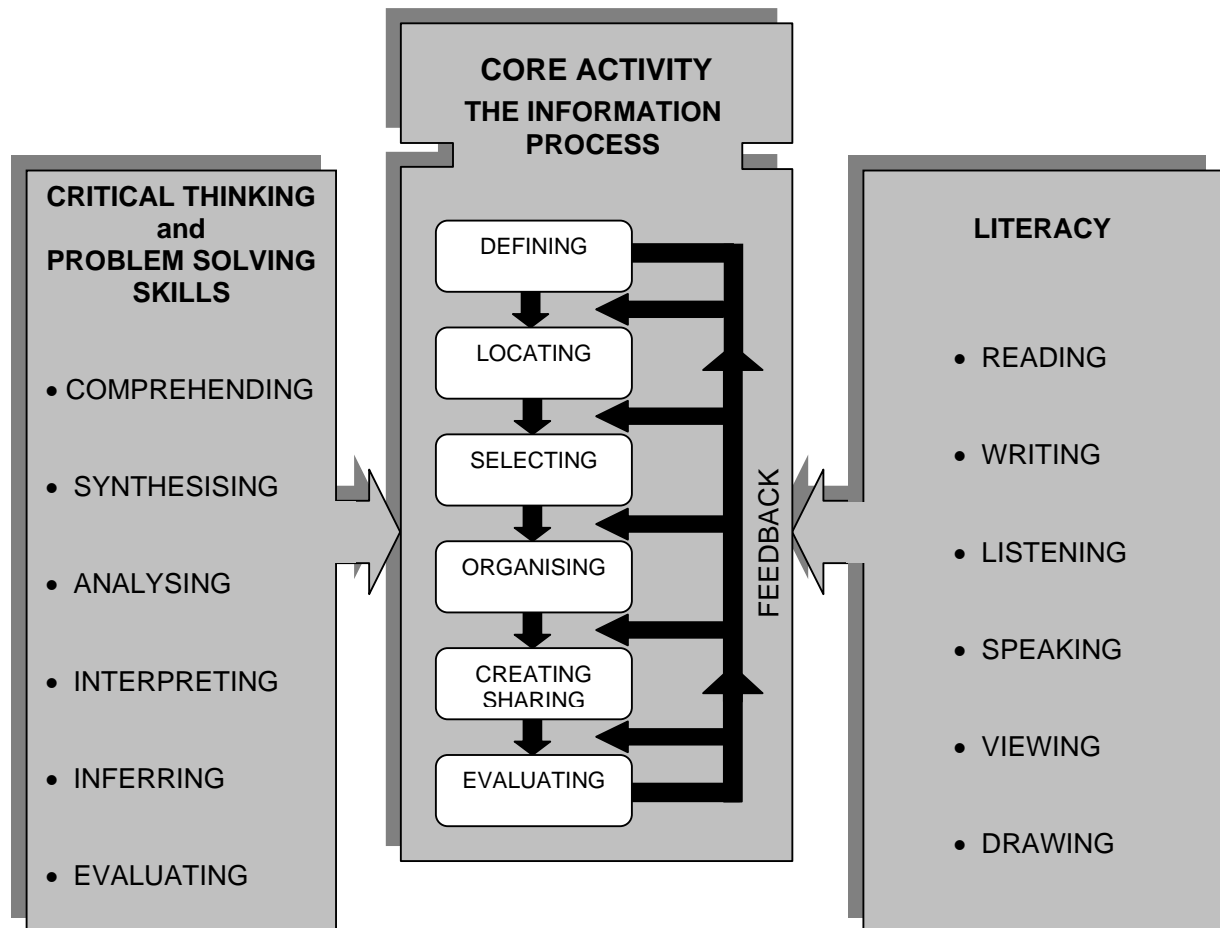 CORE ACTIVITY
THE INFORMATION
PROCESS
CRITICAL THINKING
and
PROBLEM SOLVING
SKILLS
• COMPREHENDING
• SYNTHESISING
• ANALYSING
• INTERPRETING
• INFERRING
• EVALUATING
DEFINING
LOCATING
SELECTING
ORGANISING
CREATING
SHARING
EVALUATING
FEEDBACK
LITERACY
• READING
• WRITING
• LISTENING
• SPEAKING
• VIEWING
• DRAWING